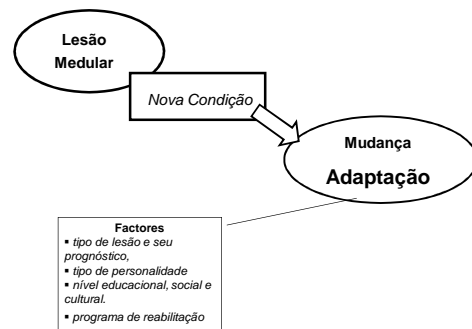 Lesão
Medular
Nova Condição
Mudança
Adaptação
Factores
▪ tipo de lesão e seu
prognóstico,
▪ tipo de personalidade
▪ nível educacional, social e
cultural.
▪ programa de reabilitação